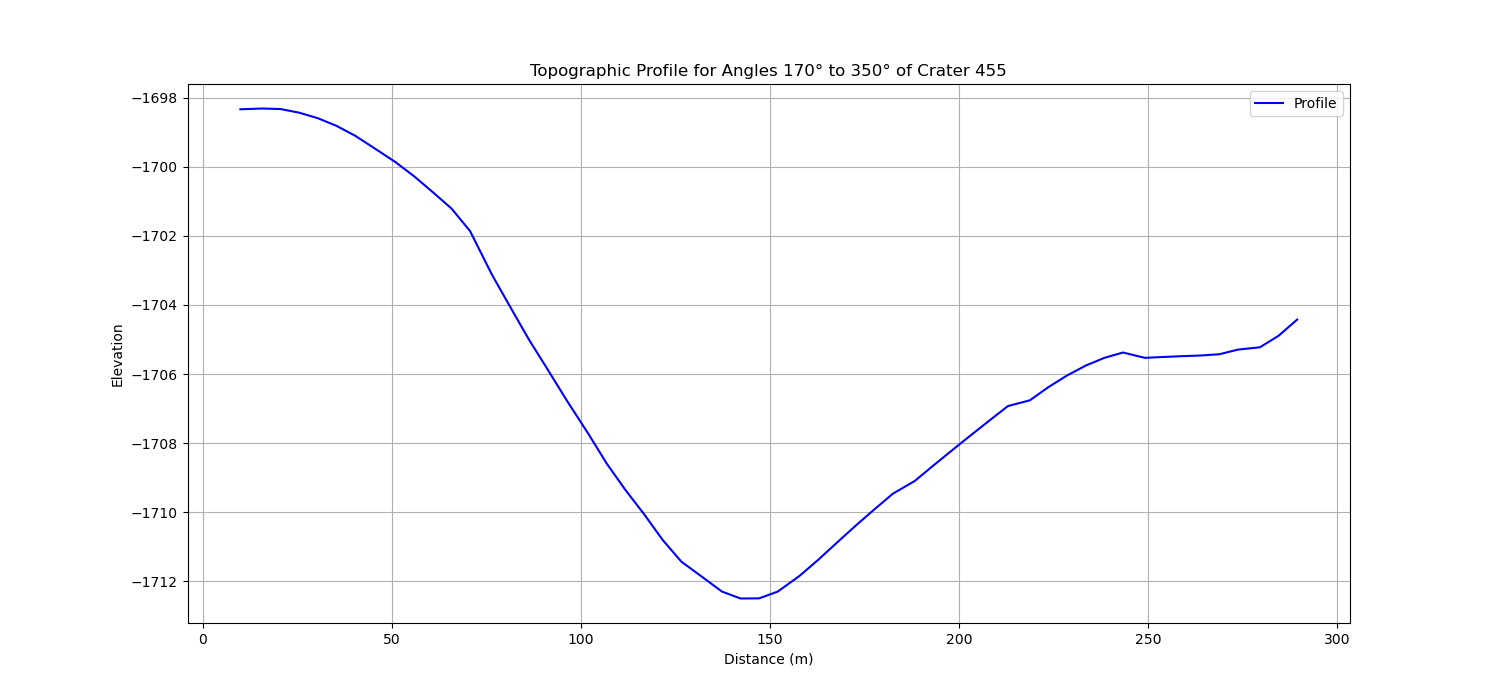 Topographic Profile for Angles 170° to 350° of Crater 455
Profile
−1698
−1700
−1702
−1704
−1706
−1708
−1710
−1712
Elevation
0 50 100 150 200 250 300
Distance (m)